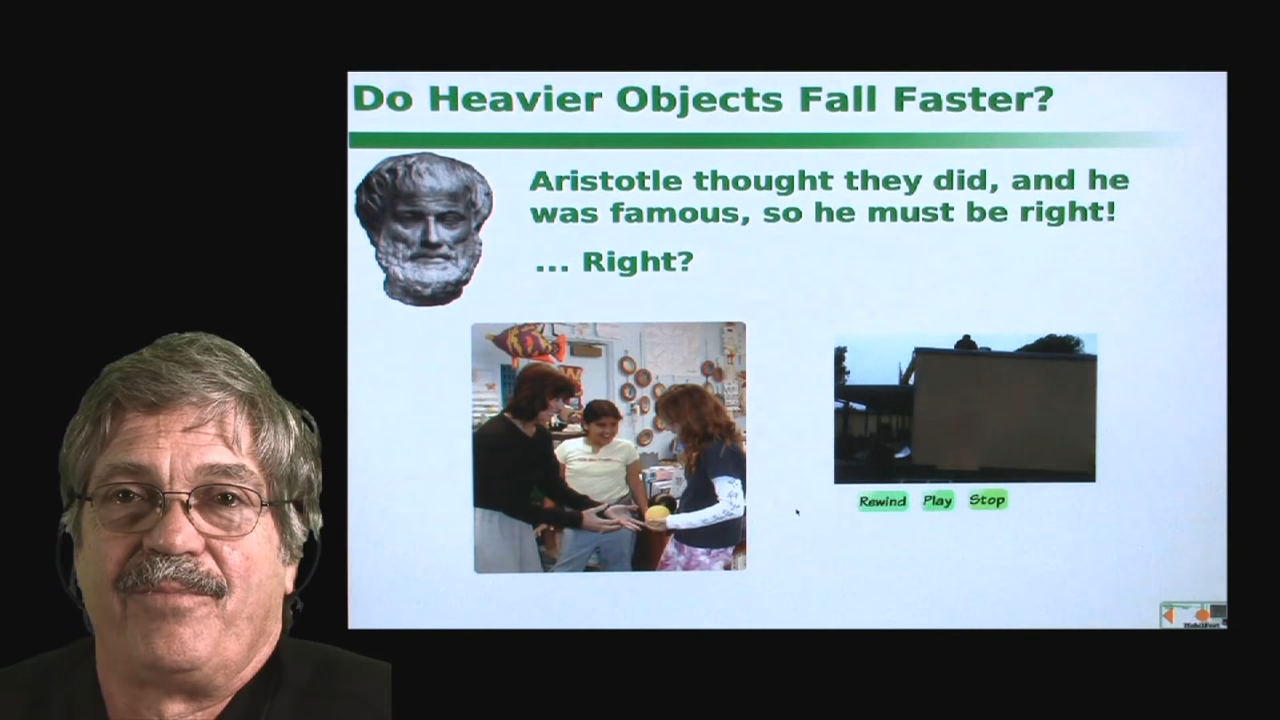 Do Heavier Objects Fall Faster?
Aristotle thought they did, and he
was famous, so he must be right!
... Right?
Rewind Play Stop